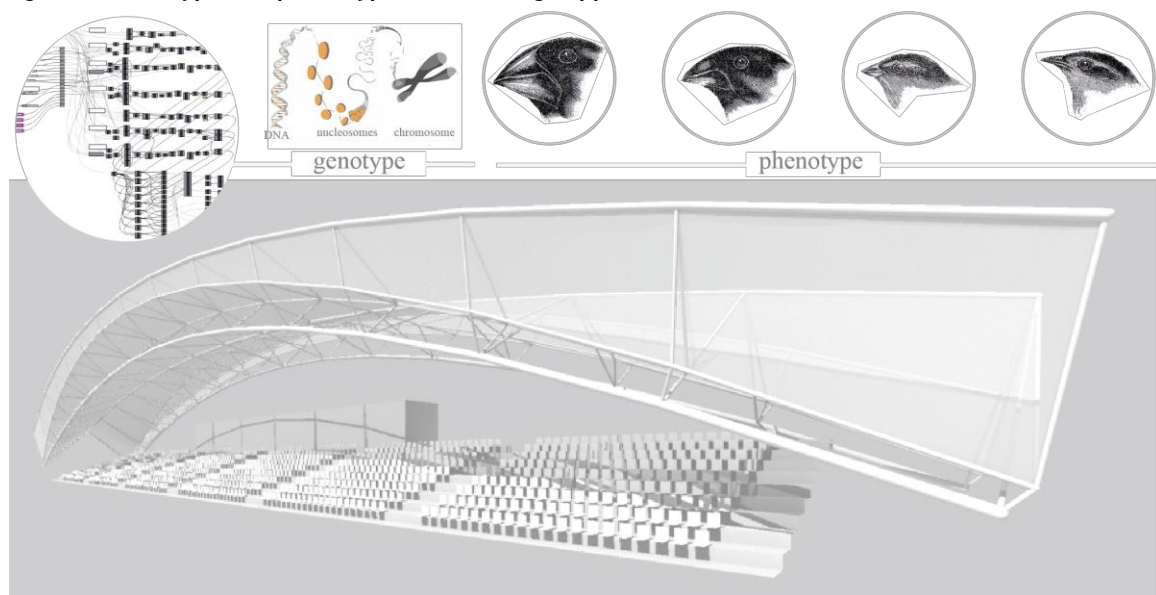 DNA
nucleosomes
chromosome
genotype
phenotype